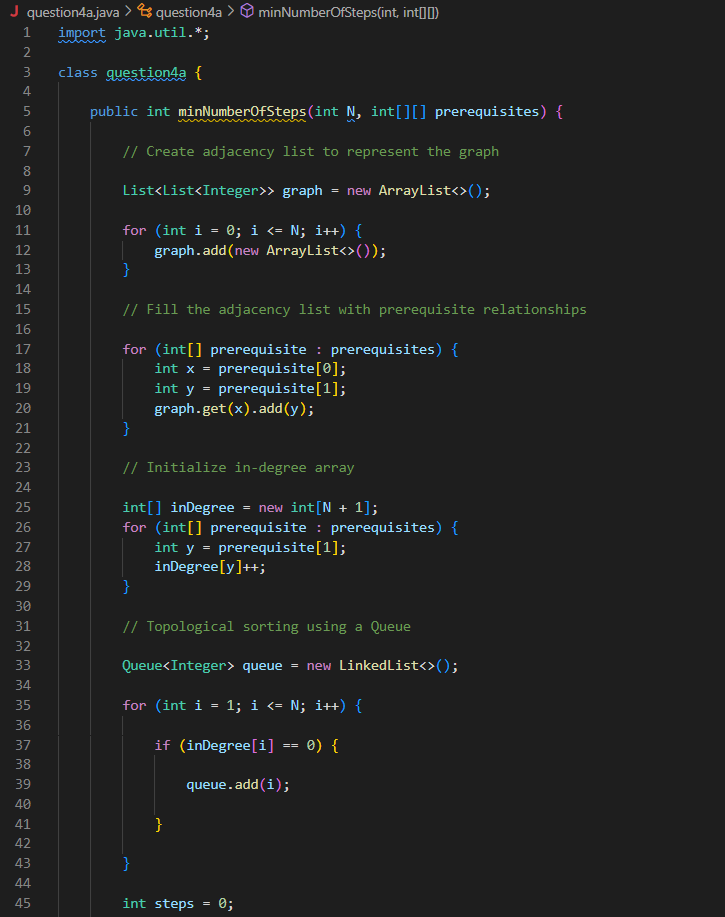 question4a.java > question4a > minNumberOfSteps(int, int[][])
1 import java.util.*;
2
3 class question4a {
4
5 public int minNumberOfSteps(int N, int[][] prerequisites) {
6
7 // Create adjacency list to represent the graph
8
9 List<List<Integer>> graph = new ArrayList<>();
10
11 for (int i = 0; i <= N; i++) {
12 graph.add(new ArrayList<>());
13 }
14
15 // Fill the adjacency list with prerequisite relationships
16
17 for (int[] prerequisite : prerequisites) {
18 int x = prerequisite[0];
19 int y = prerequisite[1];
20 graph.get(x).add(y);
21 }
22
23 // Initialize in-degree array
24
25 int[] inDegree = new int[N + 1];
26 for (int[] prerequisite : prerequisites) {
27 int y = prerequisite[1];
28 inDegree[y]++;
29 }
30
31 // Topological sorting using a Queue
32
33 Queue<Integer> queue = new LinkedList<>();
34
35 for (int i = 1; i <= N; i++) {
36
37 if (inDegree[i] == 0) {
38
39 queue.add(i);
40
41 }
42
43 }
44
45 int steps = 0;